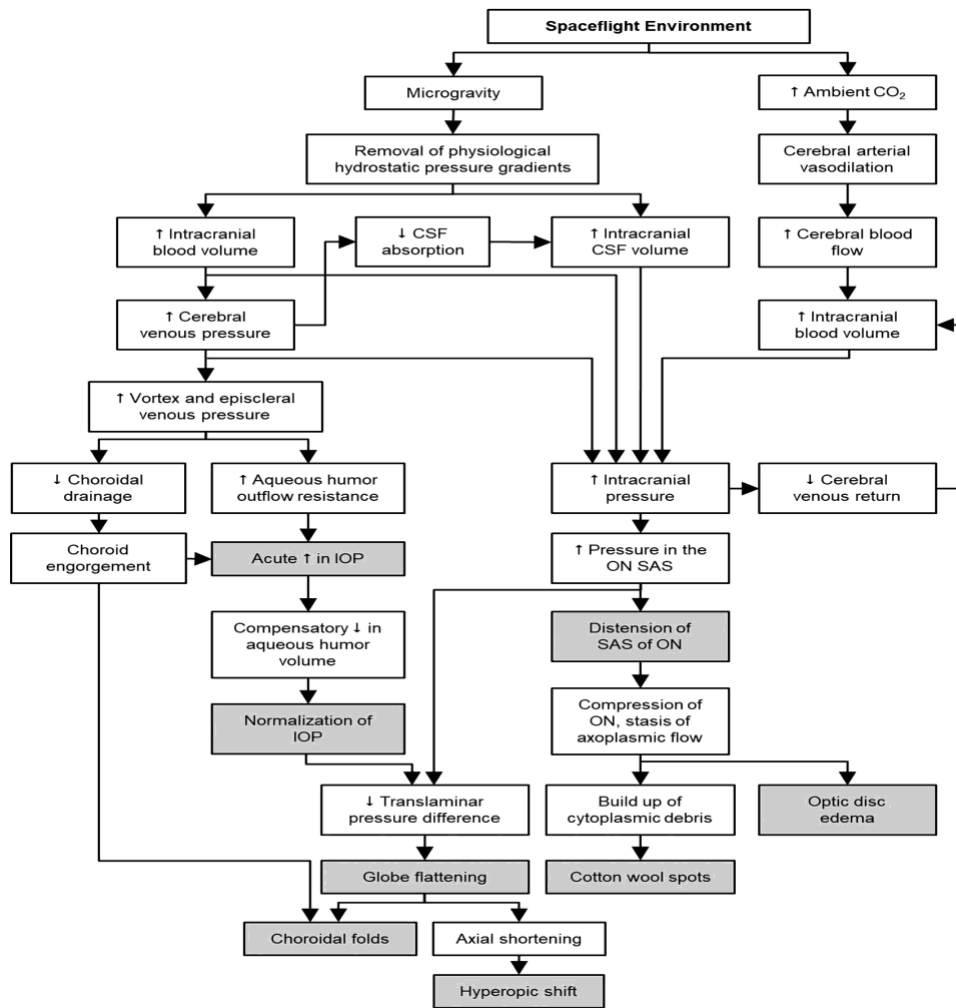 Spaceflight Environment
Microgravity
↑ Ambient CO₂
Removal of physiological
hydrostatic pressure gradients
Cerebral arterial
vasodilation
↑ Intracranial
blood volume
↓ CSF
absorption
↑ Intracranial
CSF volume
↑ Cerebral blood
flow
↑ Cerebral
venous pressure
↑ Intracranial
blood volume
↑ Vortex and episcleral
venous pressure
↓ Choroidal
drainage
↑ Aqueous humor
outflow resistance
↑ Intracranial
pressure
↓ Cerebral
venous return
Choroid
engorgement
Acute ↑ in IOP
↑ Pressure in the
ON SAS
Compensatory ↓ in
aqueous humor
volume
Distension of
SAS of ON
Normalization of
IOP
Compression of
ON, stasis of
axoplasmic flow
↓ Translaminar
pressure difference
Build up of
cytoplasmic debris
Optic disc
edema
Globe flattening
Cotton wool spots
Choroidal folds
Axial shortening
Hyperopic shift